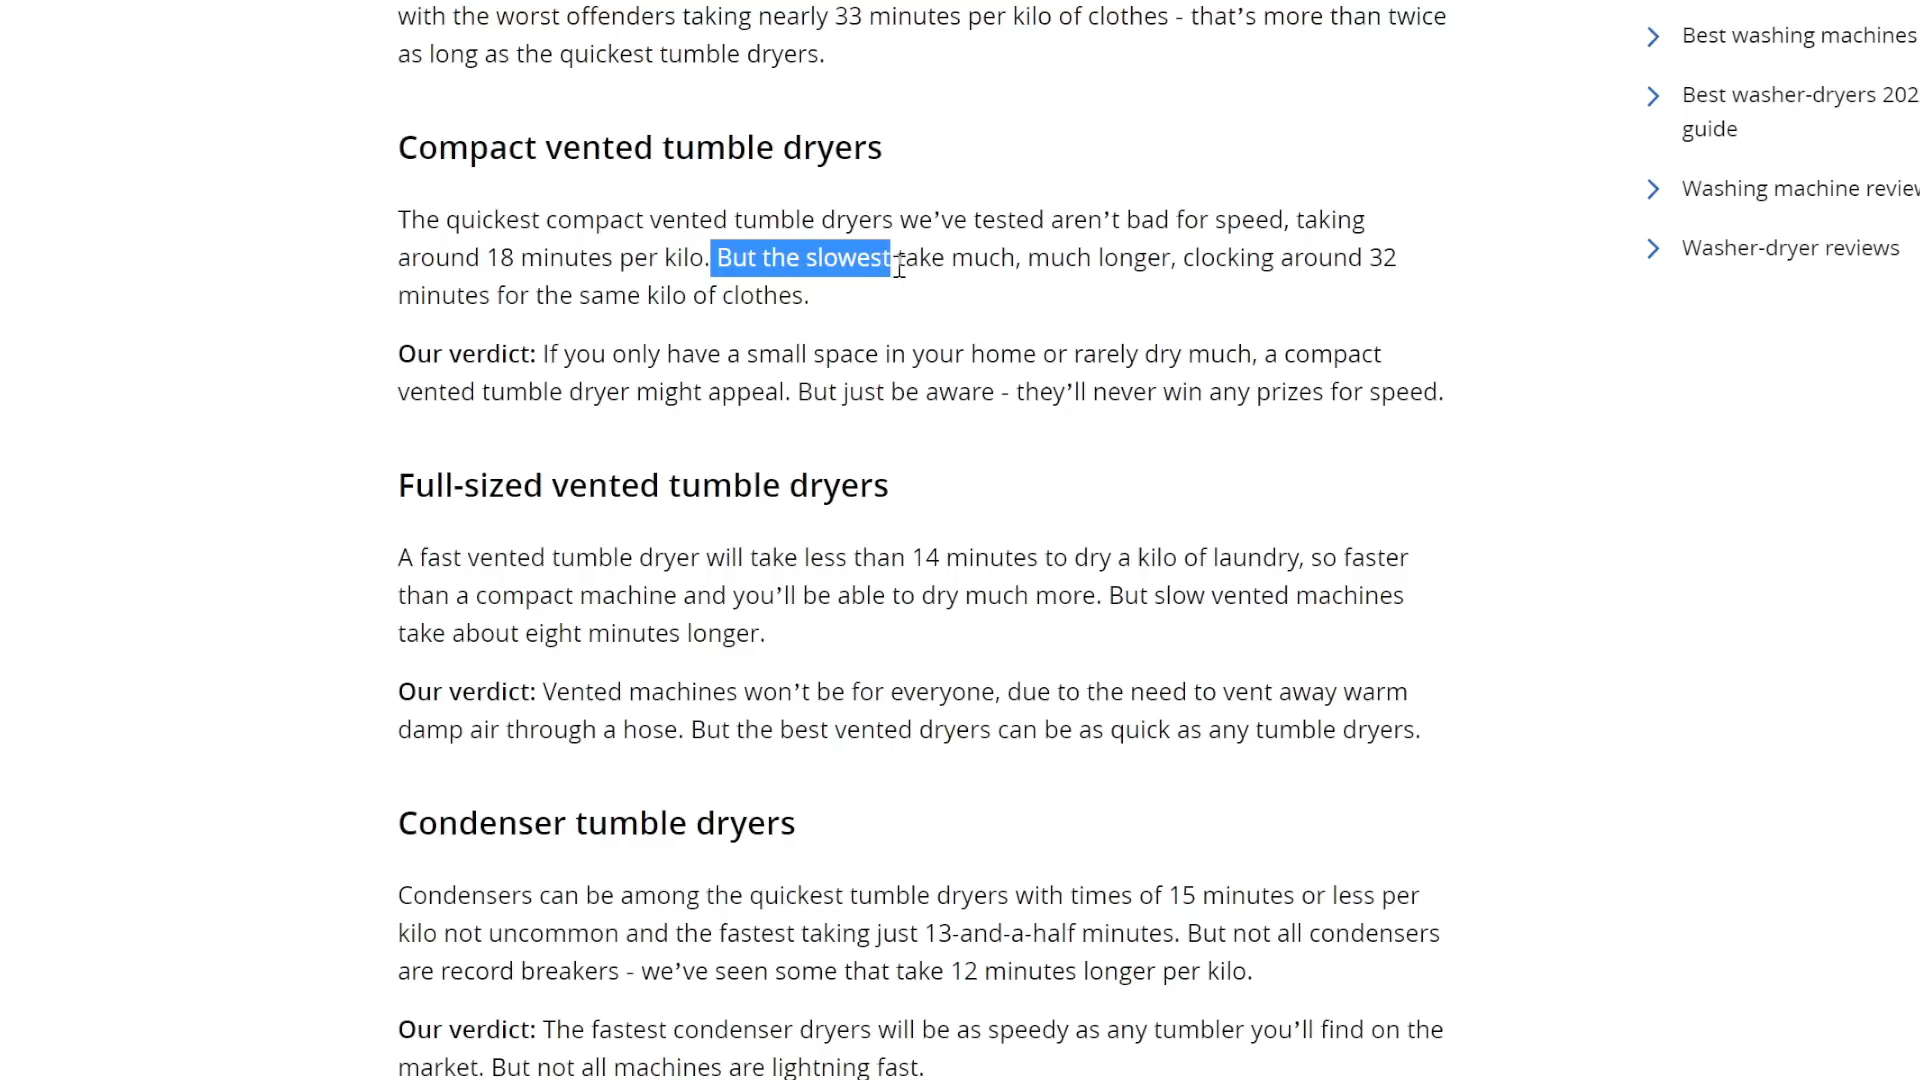 with the worst offenders taking nearly 33 minutes per kilo of clothes - that’s more than twice
as long as the quickest tumble dryers.
Compact vented tumble dryers
The quickest compact vented tumble dryers we’ve tested aren’t bad for speed, taking
around 18 minutes per kilo. But the slowest take much, much longer, clocking around 32
minutes for the same kilo of clothes.
Our verdict: If you only have a small space in your home or rarely dry much, a compact
vented tumble dryer might appeal. But just be aware - they’ll never win any prizes for speed.
Full-sized vented tumble dryers
A fast vented tumble dryer will take less than 14 minutes to dry a kilo of laundry, so faster
than a compact machine and you’ll be able to dry much more. But slow vented machines
take about eight minutes longer.
Our verdict: Vented machines won’t be for everyone, due to the need to vent away warm
damp air through a hose. But the best vented dryers can be as quick as any tumble dryers.
Condenser tumble dryers
Condensers can be among the quickest tumble dryers with times of 15 minutes or less per
kilo not uncommon and the fastest taking just 13-and-a-half minutes. But not all condensers
are record breakers - we’ve seen some that take 12 minutes longer per kilo.
Our verdict: The fastest condenser dryers will be as speedy as any tumbler you’ll find on the
market. But not all machines are lightning fast.
Best washing machines
Best washer-dryers 202
guide
Washing machine review
Washer-dryer reviews